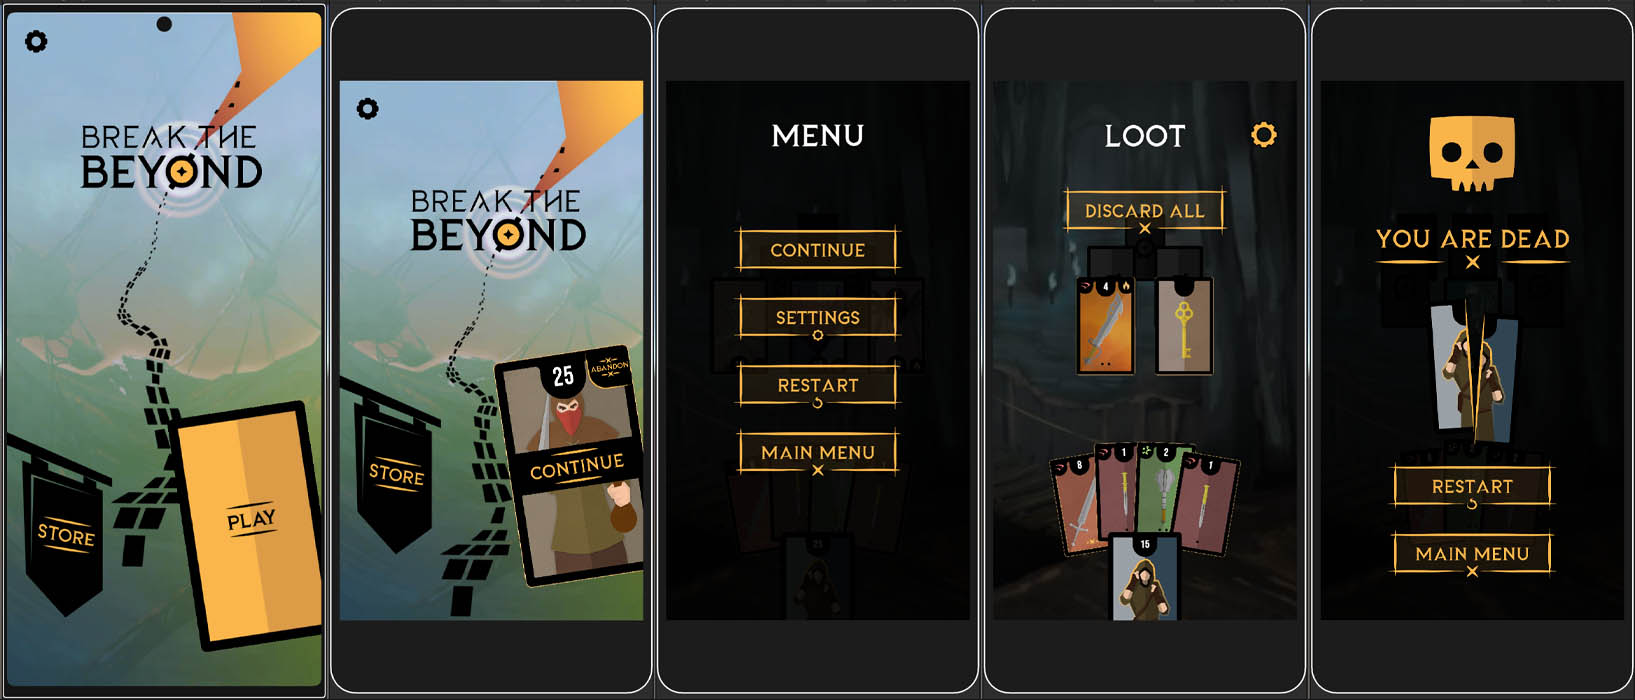 BREAK THE
BEYOND
STORE
PLAY
BREAK THE
BEYOND
25
ABANDON
STORE
CONTINUE
MENU
CONTINUE
SETTINGS
RESTART
MAIN MENU
23
LOOT
DISCARD ALL
4
8
1
2
1
15
YOU ARE DEAD
RESTART
MAIN MENU